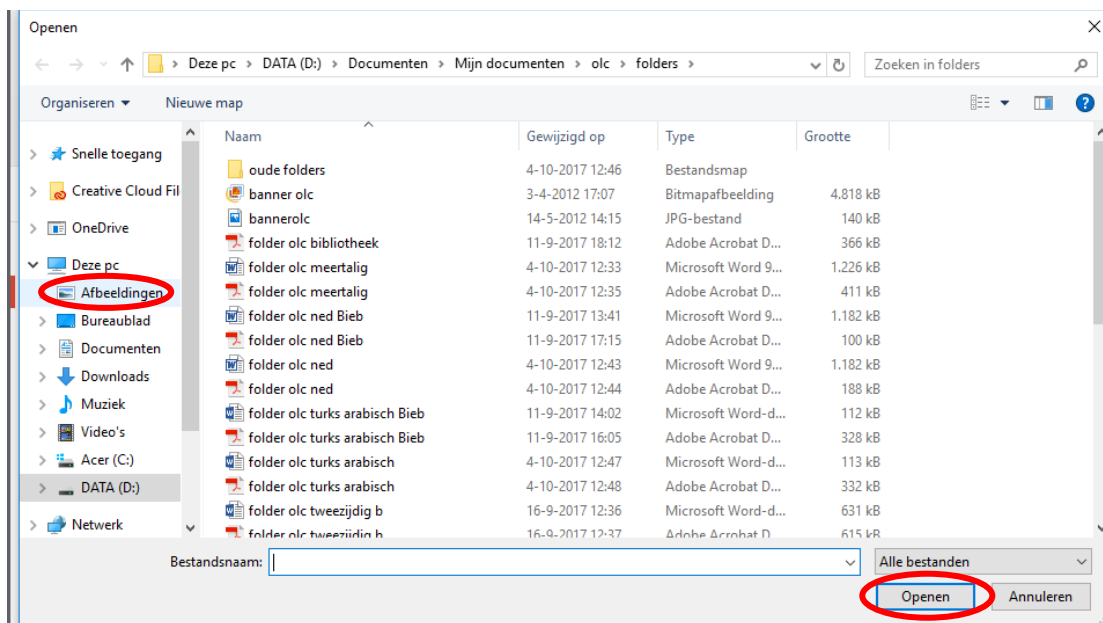 Openen
Deze pc > DATA (D:) > Documenten > Mijn documenten > olc > folders >
Zoeken in folders
Organiseren
Nieuwe map
Snelle toegang
Creative Cloud Fil
OneDrive
Deze pc
Afbeeldingen
Bureaublad
Documenten
Downloads
Muziek
Video's
Acer (C:)
DATA (D:)
Netwerk
Naam Gewijzigd op Type Grootte
oude folders 4-10-2017 12:46 Bestandsmap
banner olc 3-4-2012 17:07 Bitmapafbeelding 4.818 kB
bannerolc 14-5-2012 14:15 JPG-bestand 140 kB
folder olc bibliotheek 11-9-2017 18:12 Adobe Acrobat D... 366 kB
folder olc meertalig 4-10-2017 12:33 Microsoft Word 9... 1.226 kB
folder olc meertalig 4-10-2017 12:35 Adobe Acrobat D... 411 kB
folder olc ned Bieb 11-9-2017 13:41 Microsoft Word 9... 1.182 kB
folder olc ned Bieb 11-9-2017 17:15 Adobe Acrobat D... 100 kB
folder olc ned 4-10-2017 12:43 Microsoft Word 9... 1.182 kB
folder olc ned 4-10-2017 12:44 Adobe Acrobat D... 188 kB
folder olc turks arabisch Bieb 11-9-2017 14:02 Microsoft Word-d... 112 kB
folder olc turks arabisch Bieb 11-9-2017 16:05 Adobe Acrobat D... 328 kB
folder olc turks arabisch 4-10-2017 12:47 Microsoft Word-d... 113 kB
folder olc turks arabisch 4-10-2017 12:48 Adobe Acrobat D... 332 kB
folder olc tweezijdig b 16-9-2017 12:36 Microsoft Word-d... 631 kB
folder olc tweezijdig b 16-9-2017 12:37 Adobe Acrobat D 615 kB
Bestandsnaam:
Alle bestanden
Openen
Annuleren